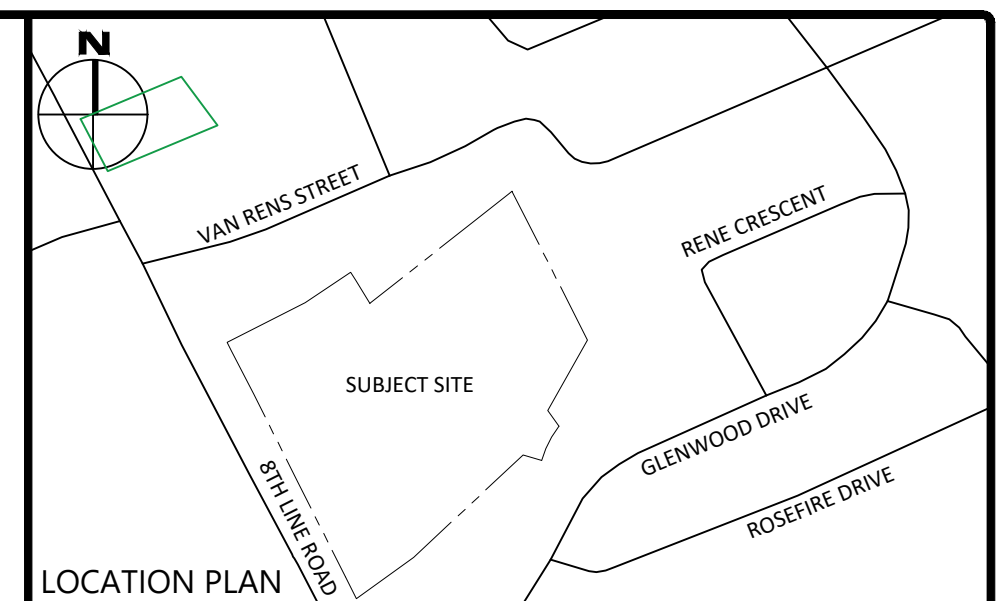 N
VAN RENS STREET
RENE CRESCENT
SUBJECT SITE
GLENWOOD DRIVE
8TH LINE ROAD
ROSEFIRE DRIVE
LOCATION PLAN